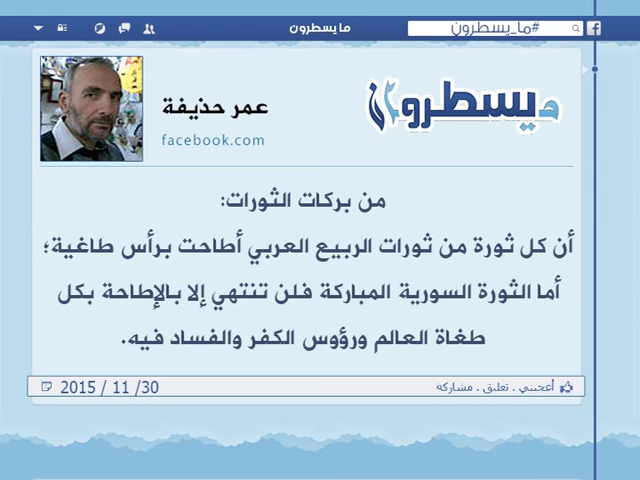 ما يسطرون
#ما_يسطرون
ما يسطرون
عمر حذيفة
facebook.com
من بركات الثورات:
أن كل ثورة من ثورات الربيع العربي أطاحت برأس طاغية؛
أما الثورة السورية المباركة فلن تنتهي إلا بالإطاحة بكل
طغاة العالم ورؤوس الكفر والفساد فيه.
أعجبني . تعليق . مشاركه
2015 / 11 /30